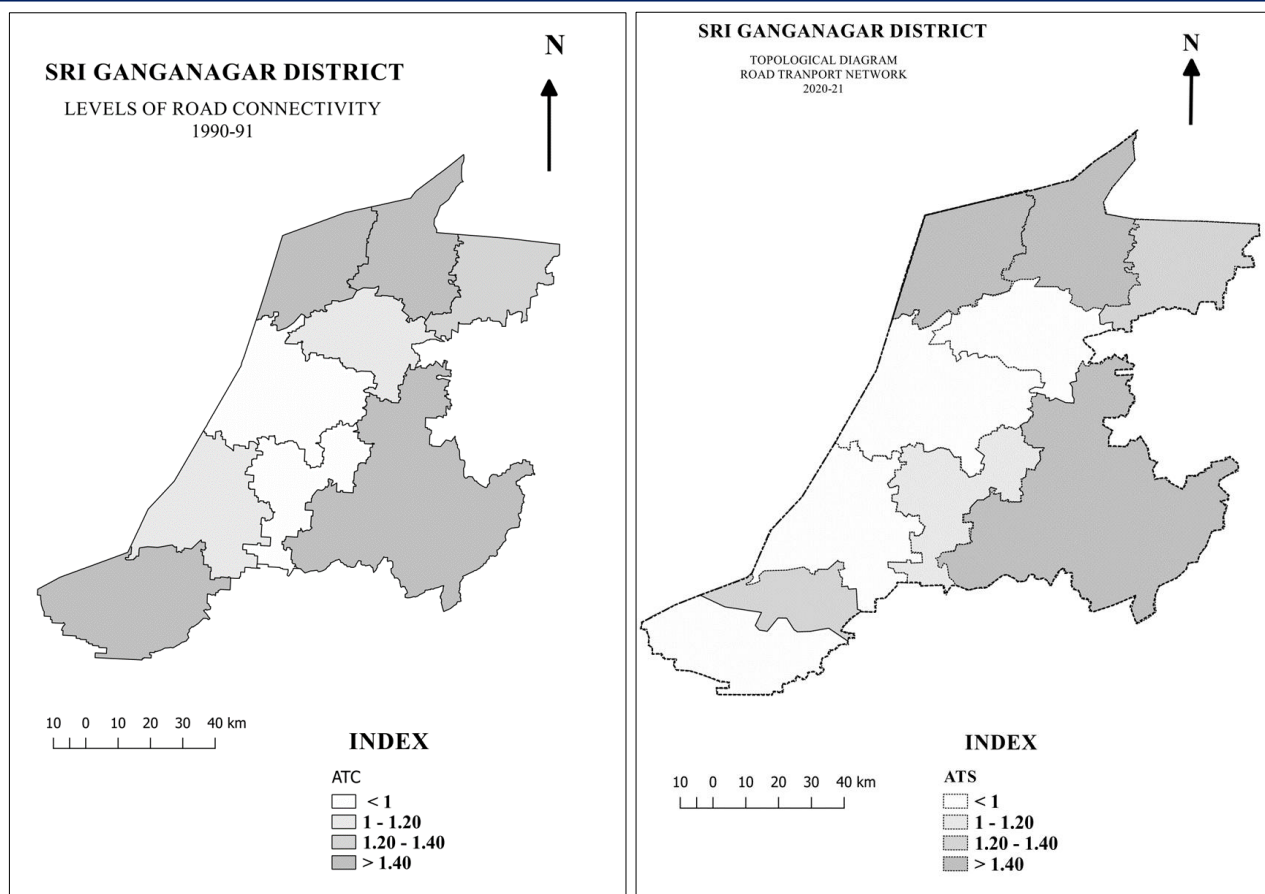 SRI GANGANAGAR DISTRICT
LEVELS OF ROAD CONNECTIVITY
1990-91
N
10 0 10 20 30 40 km
INDEX
ATC
< 1
1 - 1.20
1.20 - 1.40
> 1.40
SRI GANGANAGAR DISTRICT
TOPOLOGICAL DIAGRAM
ROAD TRANPORT NETWORK
2020-21
N
10 0 10 20 30 40 km
INDEX
ATS
< 1
1 - 1.20
1.20 - 1.40
> 1.40